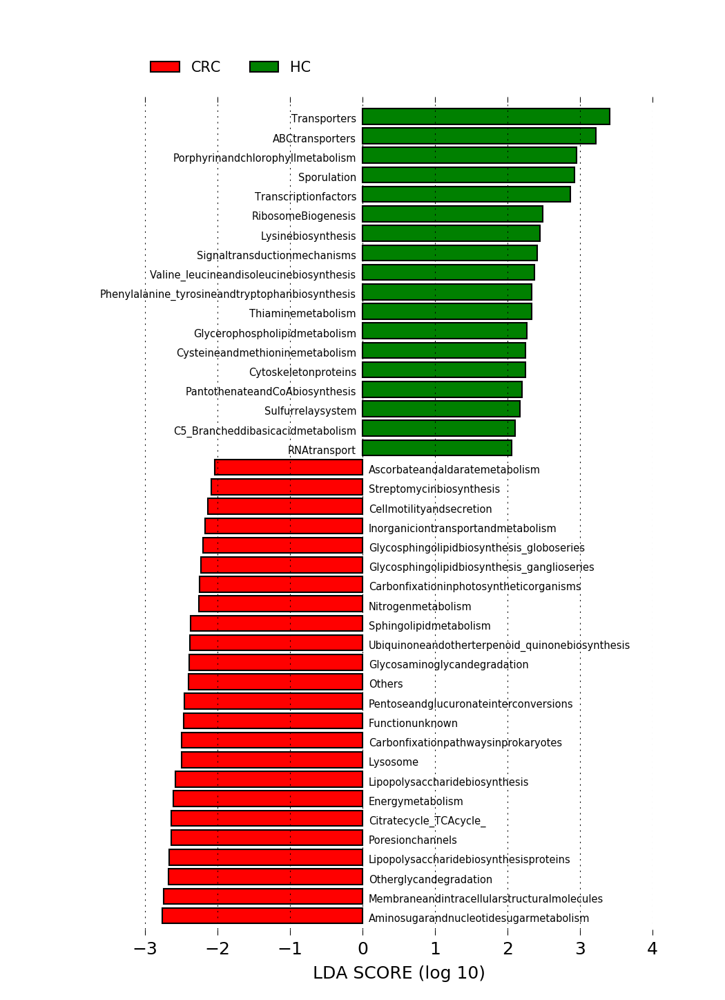 CRC HC
Transporters
ABCtransporters
Porphyrinandchlorophyllmetabolism
Sporulation
Transcriptionfactors
RibosomeBiogenesis
Lysinebiosynthesis
Signaltransductionmechanisms
Valine_leucineandisoleucinebiosynthesis
Phenylalanine_tyrosineandtryptophanbiosynthesis
Thiaminemetabolism
Glycerophospholipidmetabolism
Cysteineandmethioninemetabolism
Cytoskeletonproteins
PantothenateandCoAbiosynthesis
Sulfurrelaysystem
C5_Brancheddibasicacidmetabolism
RNAtransport
Ascorbateandaldaratemetabolism
Streptomycinbiosynthesis
Cellmotilityandsecretion
Inorganiciontransportandmetabolism
Glycosphingolipidbiosynthesis_globoseries
Glycosphingolipidbiosynthesis_ganglioseries
Carbonfixationinphotosyntheticorganisms
Nitrogenmetabolism
Sphingolipidmetabolism
Ubiquinoneandotherterpenoid_quinonebiosynthesis
Glycosaminoglycandegradation
Others
Pentoseandglucuronateinterconversions
Functionunknown
Carbonfixationpathwaysinprokaryotes
Lysosome
Lipopolysaccharidebiosynthesis
Energymetabolism
Citratecycle_TCAcycle_
Poresionchannels
Lipopolysaccharidebiosynthesisproteins
Otherglycandegradation
Membraneandintracellularstructuralmolecules
Aminosugarandnucleotidesugarmetabolism
−3 −2 −1 0 1 2 3 4
LDA SCORE (log 10)